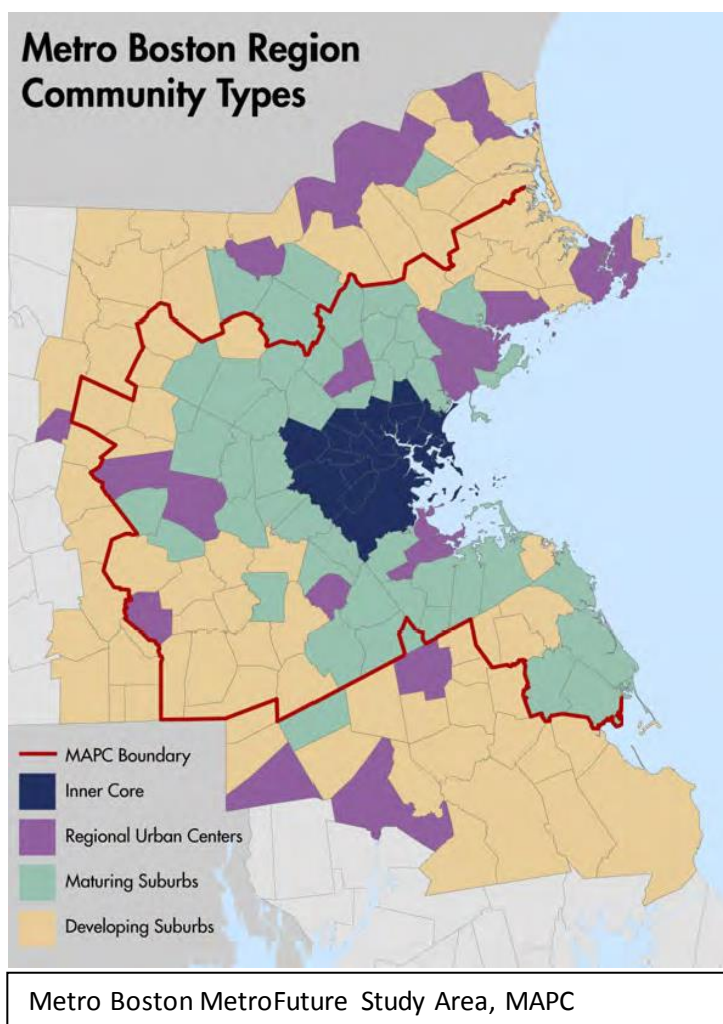 Metro Boston Region
Community Types
MAPC Boundary
Inner Core
Regional Urban Centers
Maturing Suburbs
Developing Suburbs
Metro Boston MetroFuture Study Area, MAPC